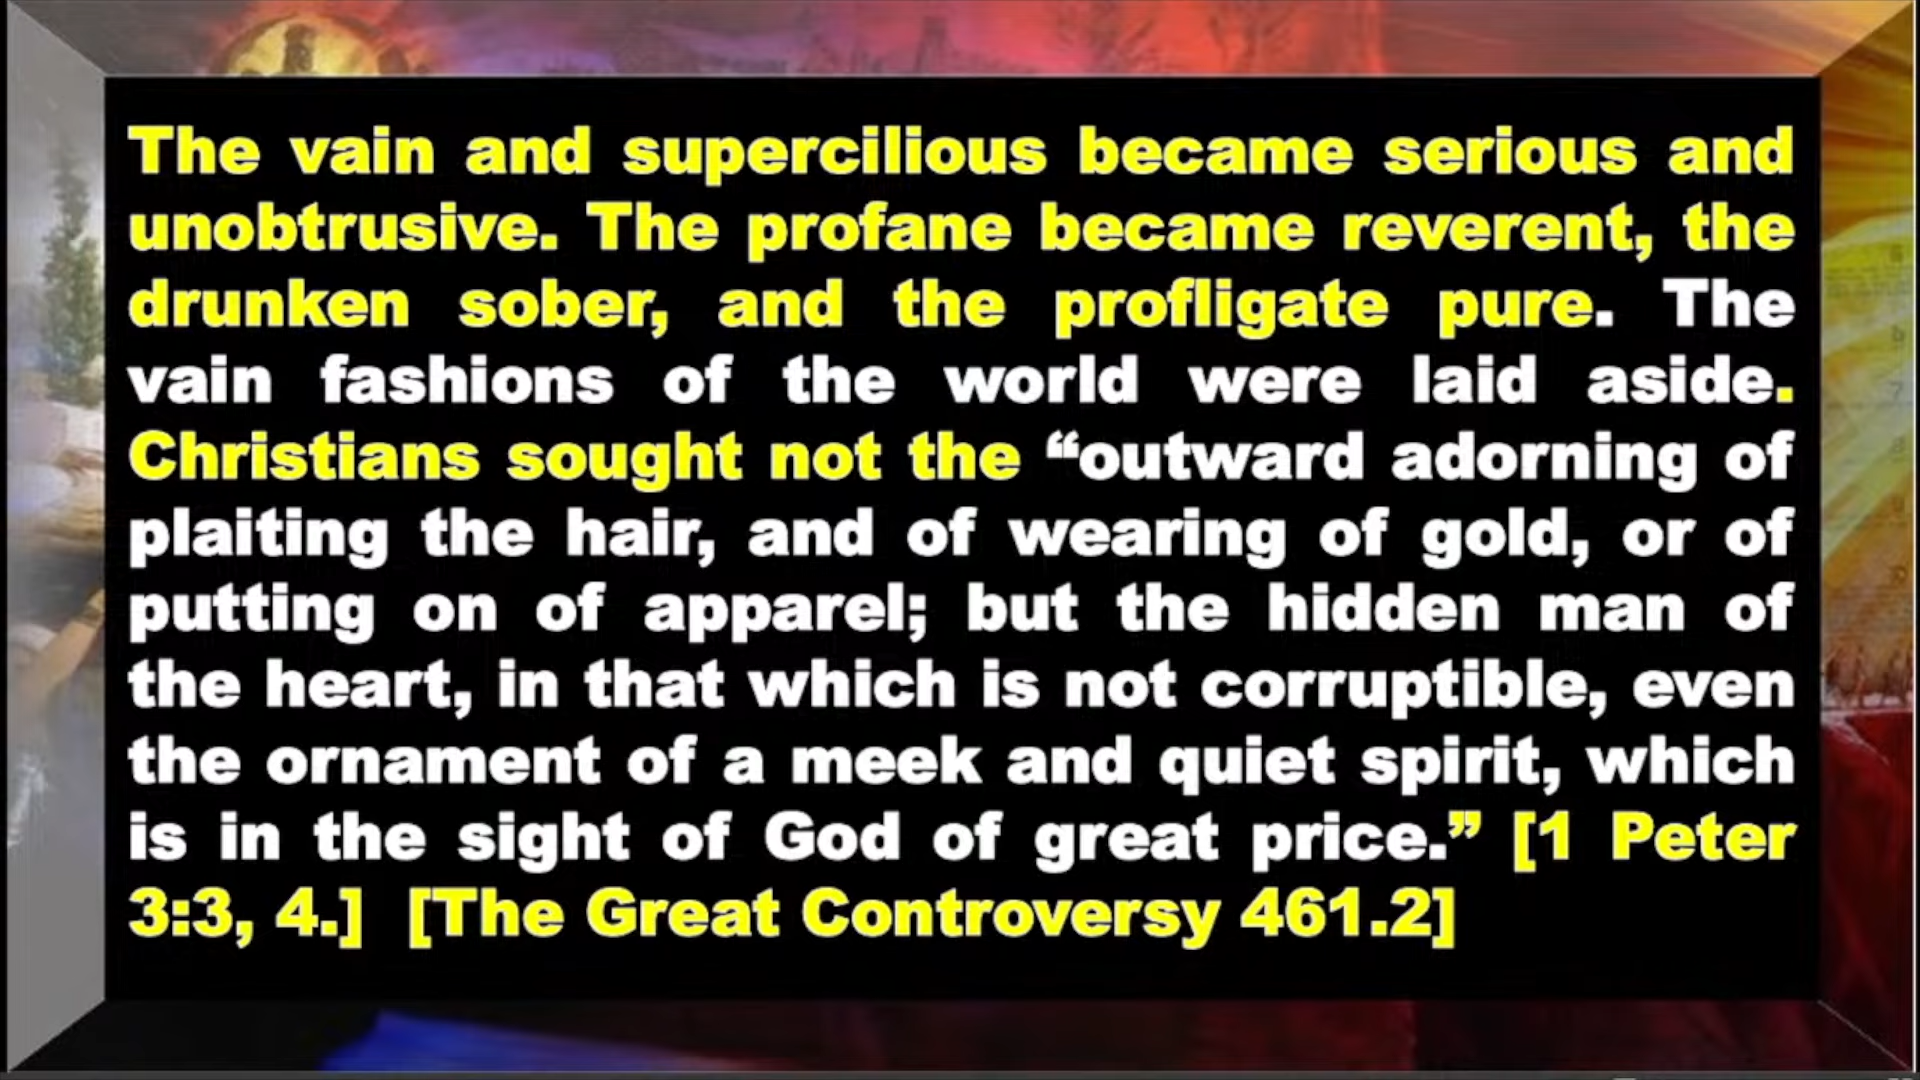 The vain and supercilious became serious and
unobtrusive. The profane became reverent, the
drunken sober, and the profligate pure. The
vain fashions of the world were laid aside.
Christians sought not the “outward adorning of
plaiting the hair, and of wearing of gold, or of
putting on of apparel; but the hidden man of
the heart, in that which is not corruptible, even
the ornament of a meek and quiet spirit, which
is in the sight of God of great price.” [1 Peter
3:3, 4.] [The Great Controversy 461.2]